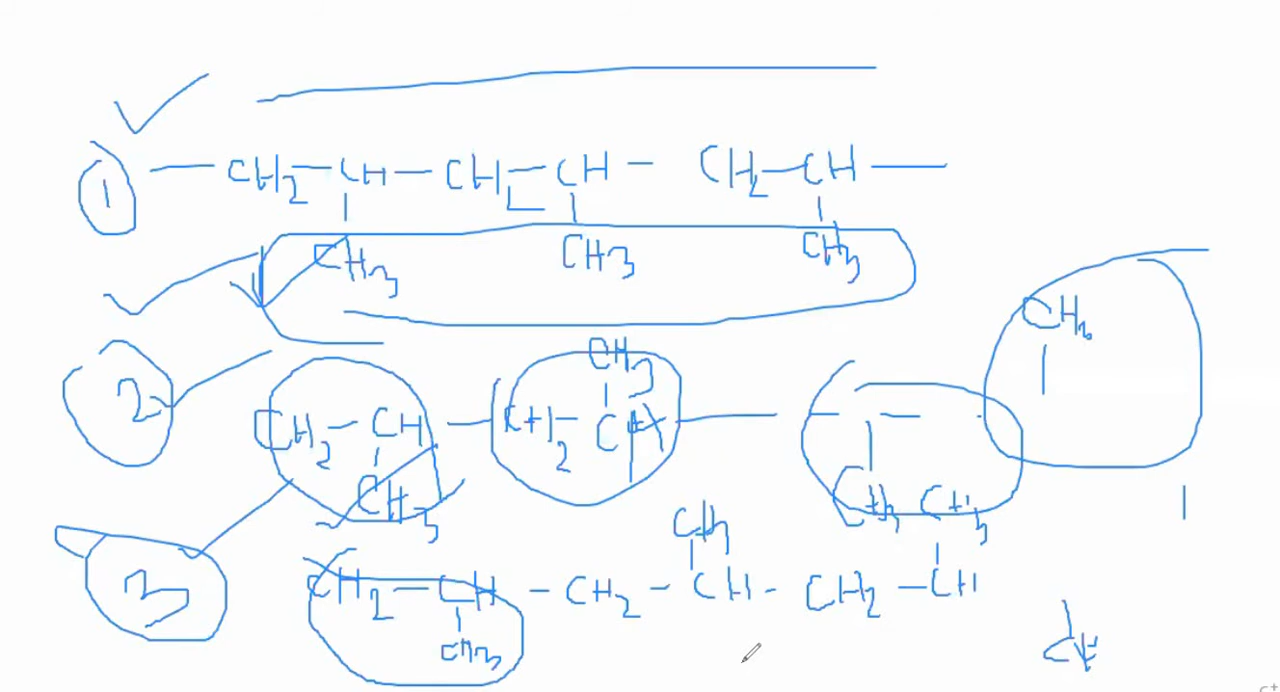 1 — CH2 — CH — CH2 — CH — CH2 — CH —
CH3 CH3 CH3
CH3
CH3
2 CH2 — CH — CH2 — CH —
CH3 CH3 CH3
CH3
3 CH2 — CH — CH2 — CH — CH2 — CH
CH3